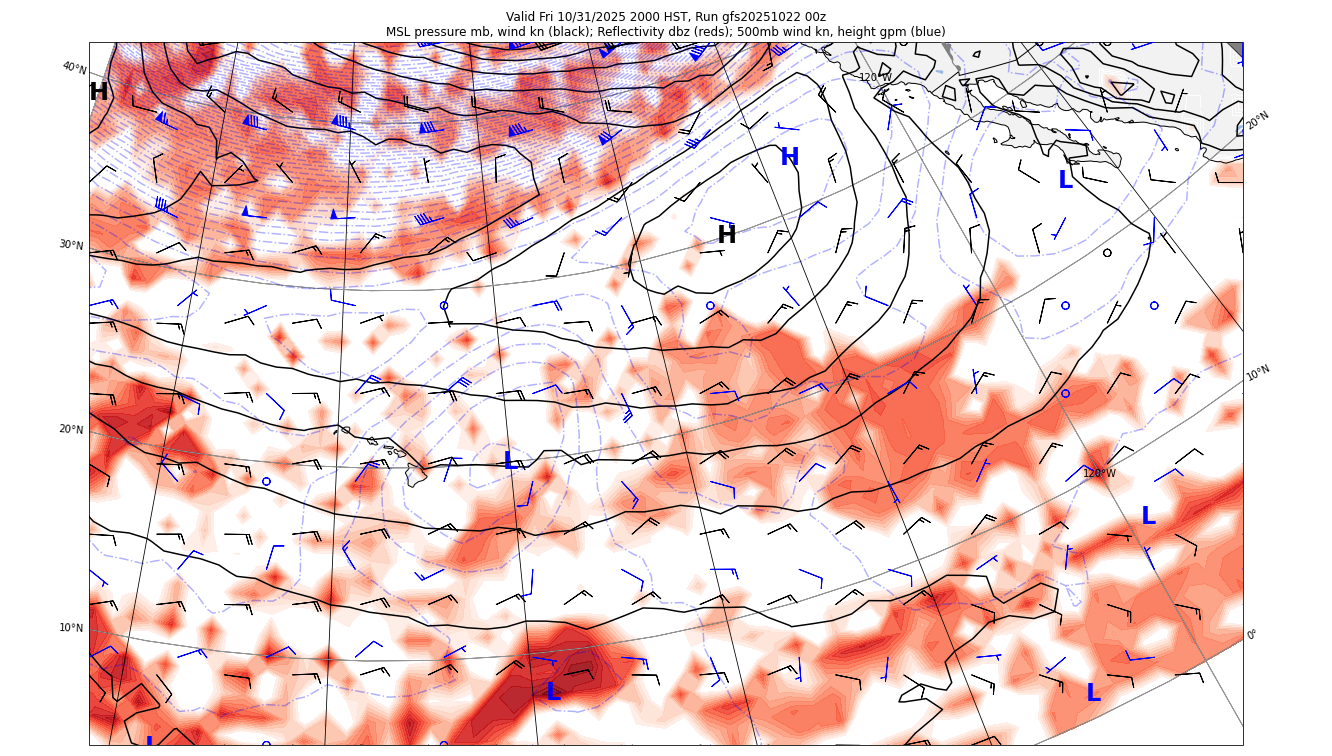 Valid Fri 10/31/2025 2000 HST, Run gfs20251022 00z
MSL pressure mb, wind kn (black); Reflectivity dbz (reds); 500mb wind kn, height gpm (blue)
40°N
120°W
H
20°N
H
L
30°N
H
10°N
20°N
L
120°W
L
10°N
0°
L
L
L